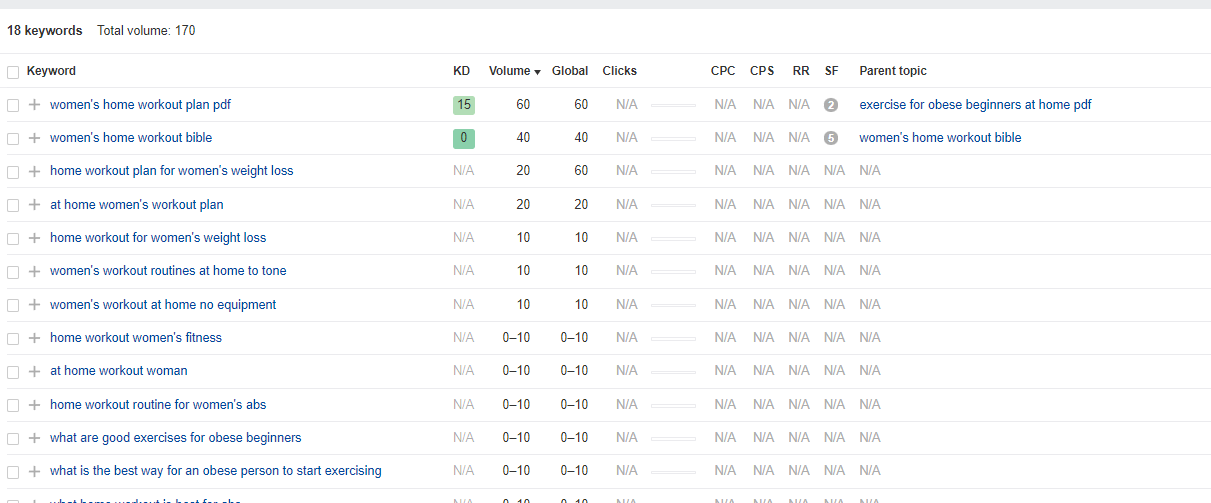 18 keywords Total volume: 170
Keyword KD Volume Global Clicks CPC CPS RR SF Parent topic
women's home workout plan pdf 15 60 60 N/A N/A N/A N/A 2 exercise for obese beginners at home pdf
women's home workout bible 0 40 40 N/A N/A N/A N/A 5 women's home workout bible
home workout plan for women's weight loss N/A 20 60 N/A N/A N/A N/A N/A N/A
at home women's workout plan N/A 20 20 N/A N/A N/A N/A N/A N/A
home workout for women's weight loss N/A 10 10 N/A N/A N/A N/A N/A N/A
women's workout routines at home to tone N/A 10 10 N/A N/A N/A N/A N/A N/A
women's workout at home no equipment N/A 10 10 N/A N/A N/A N/A N/A N/A
home workout women's fitness N/A 0–10 0–10 N/A N/A N/A N/A N/A N/A
at home workout woman N/A 0–10 0–10 N/A N/A N/A N/A N/A N/A
home workout routine for women's abs N/A 0–10 0–10 N/A N/A N/A N/A N/A N/A
what are good exercises for obese beginners N/A 0–10 0–10 N/A N/A N/A N/A N/A N/A
what is the best way for an obese person to start exercising N/A 0–10 0–10 N/A N/A N/A N/A N/A N/A
what home workout is best for abs N/A 0–10 0–10 N/A N/A N/A N/A N/A N/A